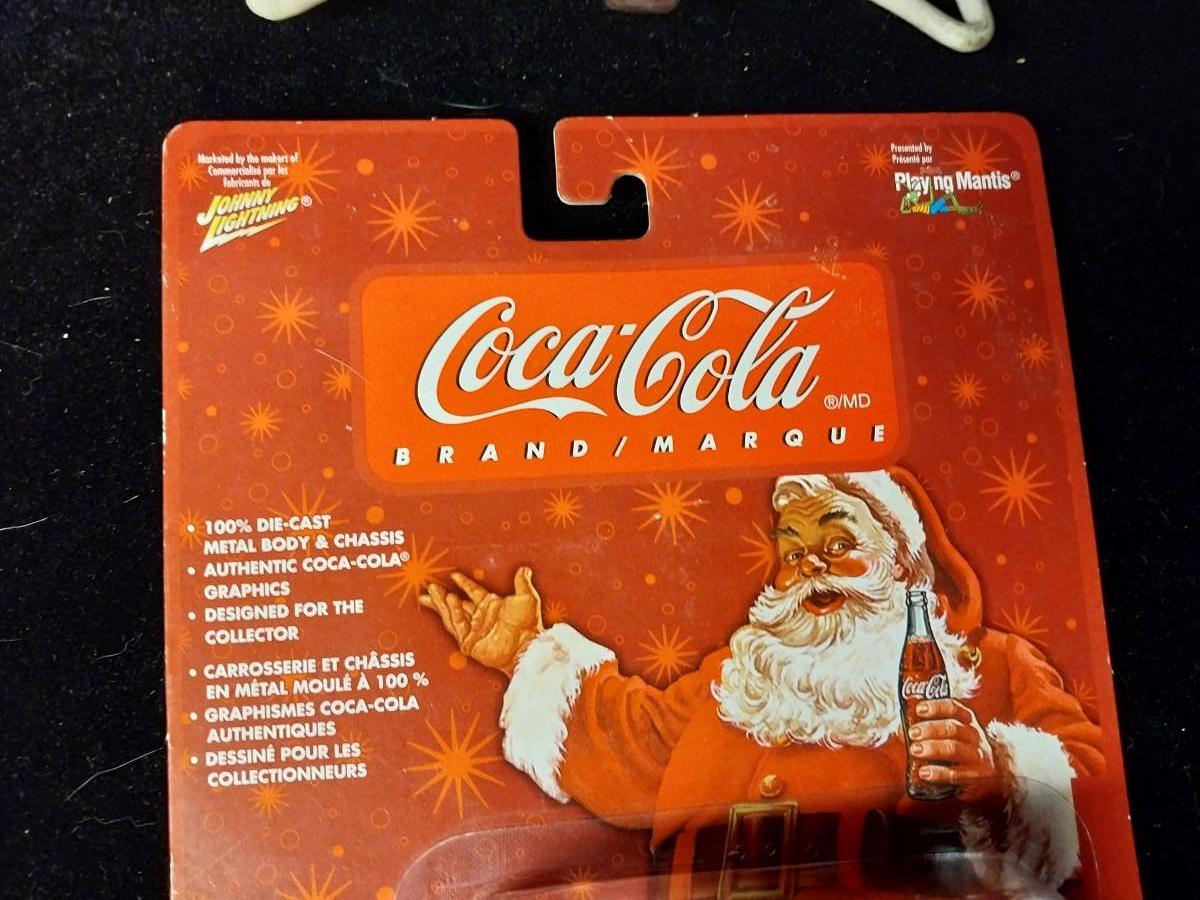 Marketed by the makers of
Commercialisé par les
fabricants de
JOHNNY
LIGHTNING®
Presented by
Présenté par
Playing Mantis®
Coca-Cola
®/MD
BRAND/MARQUE
• 100% DIE-CAST
METAL BODY & CHASSIS
• AUTHENTIC COCA-COLA®
GRAPHICS
• DESIGNED FOR THE
COLLECTOR
• CARROSSERIE ET CHÂSSIS
EN MÉTAL MOULÉ À 100 %
• GRAPHISMES COCA-COLA
AUTHENTIQUES
• DESSINÉ POUR LES
COLLECTIONNEURS
Coca-Cola